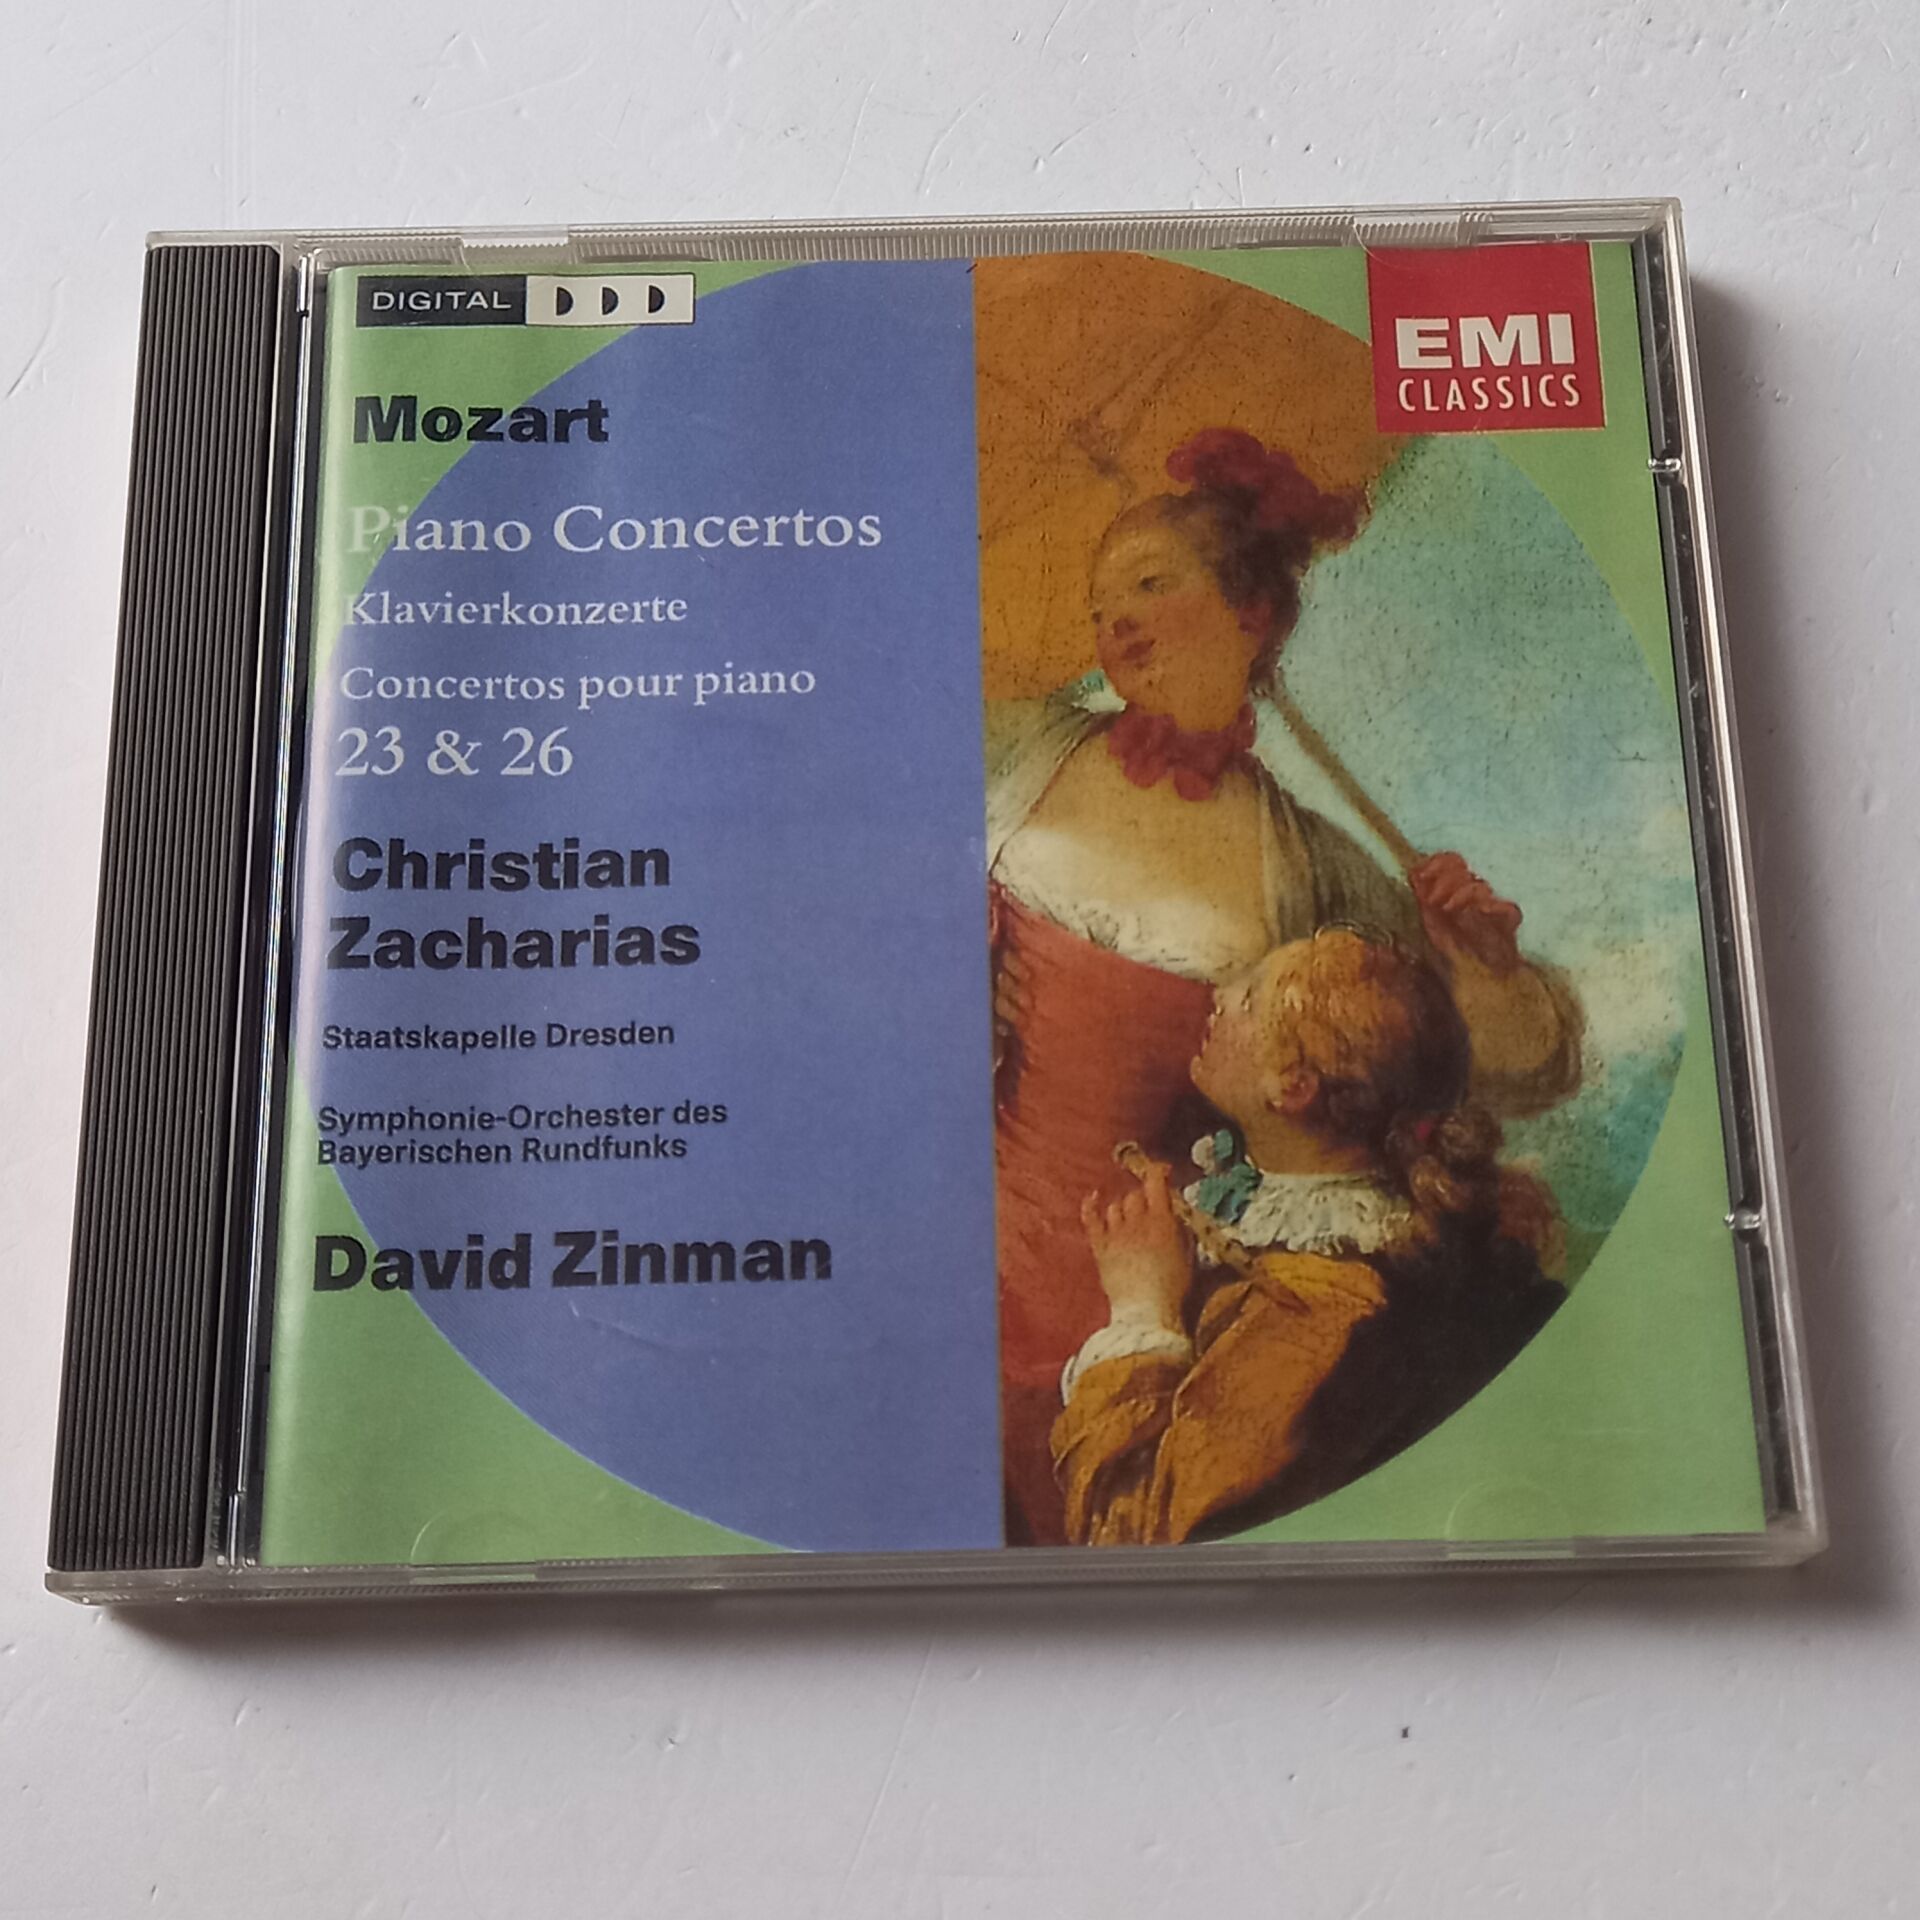 DIGITAL DDD
EMI
CLASSICS
Mozart
Piano Concertos
Klavierkonzerte
Concertos pour piano
23 & 26
Christian
Zacharias
Staatskapelle Dresden
Symphonie-Orchester des
Bayerischen Rundfunks
David Zinman